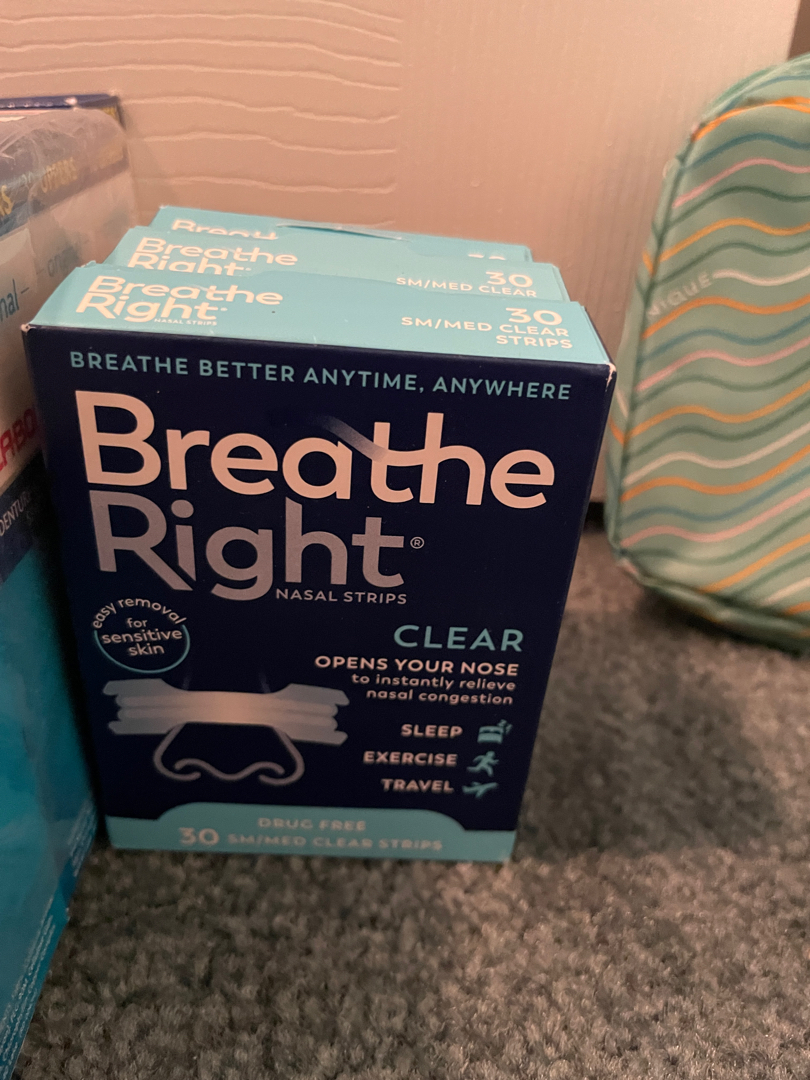 Breathe
30
Breathe
Right
30
SM/MED CLEAR
Breathe
Right
NASAL STRIPS
30
SM/MED CLEAR
STRIPS
BREATHE BETTER ANYTIME, ANYWHERE
Breathe
Right®
NASAL STRIPS
easy removal
for
sensitive
skin
CLEAR
OPENS YOUR NOSE
to instantly relieve
nasal congestion
SLEEP
EXERCISE
TRAVEL
DRUG FREE
30 SM/MED CLEAR STRIPS